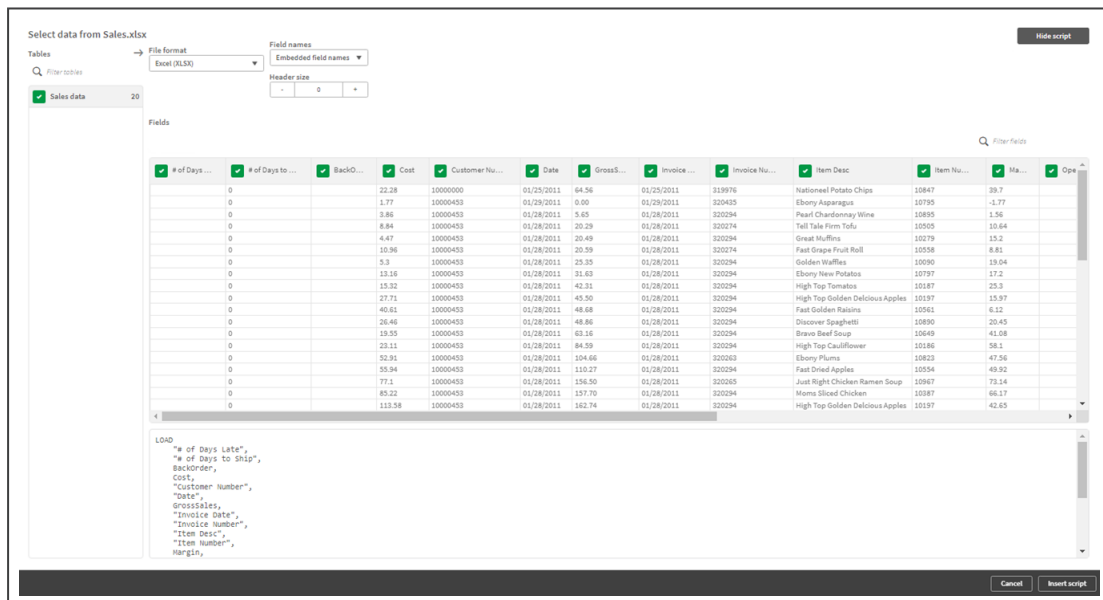 Select data from Sales.xlsx
Hide script
Tables
File format
Field names
Filter tables
Excel (XLSX)
Embedded field names
Header size
- 0 +
Sales data 20
Fields
Filter fields
# of Days ... # of Days to ... BackO... Cost Customer Nu... Date GrossS... Invoice ... Invoice Nu... Item Desc Item Nu... Ma... Ope
0 22.28 10000000 01/25/2011 64.56 01/25/2011 319976 Nationeel Potato Chips 10847 39.7
0 1.77 10000453 01/29/2011 0.00 01/29/2011 320435 Ebony Asparagus 10795 -1.77
0 3.86 10000453 01/28/2011 5.65 01/28/2011 320294 Pearl Chardonnay Wine 10895 1.56
0 8.84 10000453 01/28/2011 20.29 01/28/2011 320274 Tell Tale Firm Tofu 10505 10.64
0 4.47 10000453 01/28/2011 20.49 01/28/2011 320294 Great Muffins 10279 15.2
0 10.96 10000453 01/28/2011 20.59 01/28/2011 320274 Fast Grape Fruit Roll 10558 8.81
0 5.3 10000453 01/28/2011 25.35 01/28/2011 320294 Golden Waffles 10090 19.04
0 13.16 10000453 01/28/2011 31.63 01/28/2011 320294 Ebony New Potatos 10797 17.2
0 15.32 10000453 01/28/2011 42.31 01/28/2011 320294 High Top Tomatos 10187 25.3
0 27.71 10000453 01/28/2011 45.50 01/28/2011 320294 High Top Golden Delcious Apples 10197 15.97
0 40.61 10000453 01/28/2011 48.68 01/28/2011 320294 Fast Golden Raisins 10561 6.12
0 26.46 10000453 01/28/2011 48.86 01/28/2011 320294 Discover Spaghetti 10890 20.45
0 19.55 10000453 01/28/2011 63.16 01/28/2011 320294 Bravo Beef Soup 10649 41.08
0 23.11 10000453 01/28/2011 84.59 01/28/2011 320294 High Top Cauliflower 10186 58.1
0 52.91 10000453 01/28/2011 104.66 01/28/2011 320263 Ebony Plums 10823 47.56
0 55.94 10000453 01/28/2011 110.27 01/28/2011 320294 Fast Dried Apples 10554 49.92
0 77.1 10000453 01/28/2011 156.50 01/28/2011 320265 Just Right Chicken Ramen Soup 10967 73.14
0 85.22 10000453 01/28/2011 157.70 01/28/2011 320294 Moms Sliced Chicken 10387 66.17
0 113.58 10000453 01/28/2011 162.74 01/28/2011 320294 High Top Golden Delcious Apples 10197 42.65
LOAD
"# of Days Late",
"# of Days to Ship",
BackOrder,
Cost,
"Customer Number",
"Date",
GrossSales,
"Invoice Date",
"Invoice Number",
"Item Desc",
"Item Number",
Margin,
Cancel
Insert script